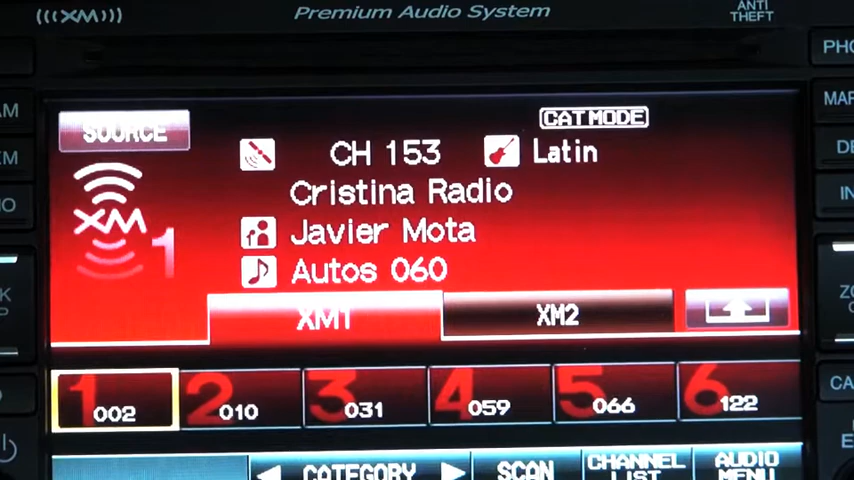 XM
Premium Audio System
ANTI
THEFT
SOURCE
CAT MODE
CH 153
Latin
Cristina Radio
XM 1
Javier Mota
Autos 060
XM1
XM2
1 002
2 010
3 031
4 059
5 066
6 122
CATEGORY
SCAN
CHANNEL
LIST
AUDIO
MENU